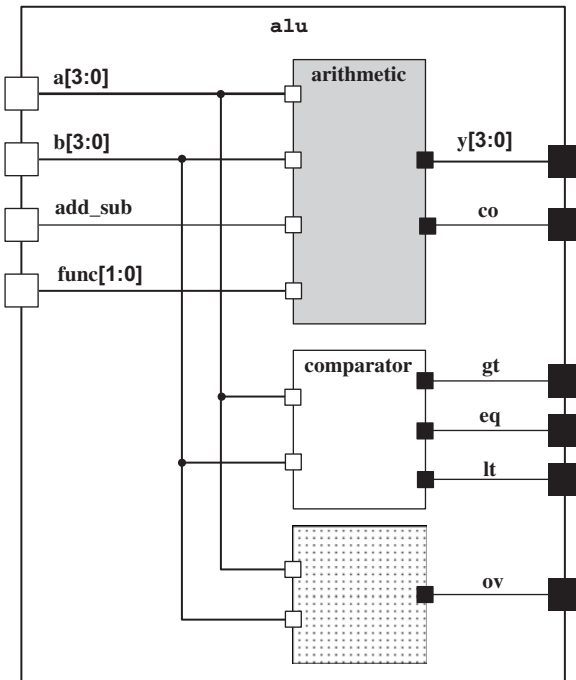 alu
a[3:0]
arithmetic
b[3:0]
y[3:0]
add_sub
co
func[1:0]
comparator
gt
eq
lt
ov